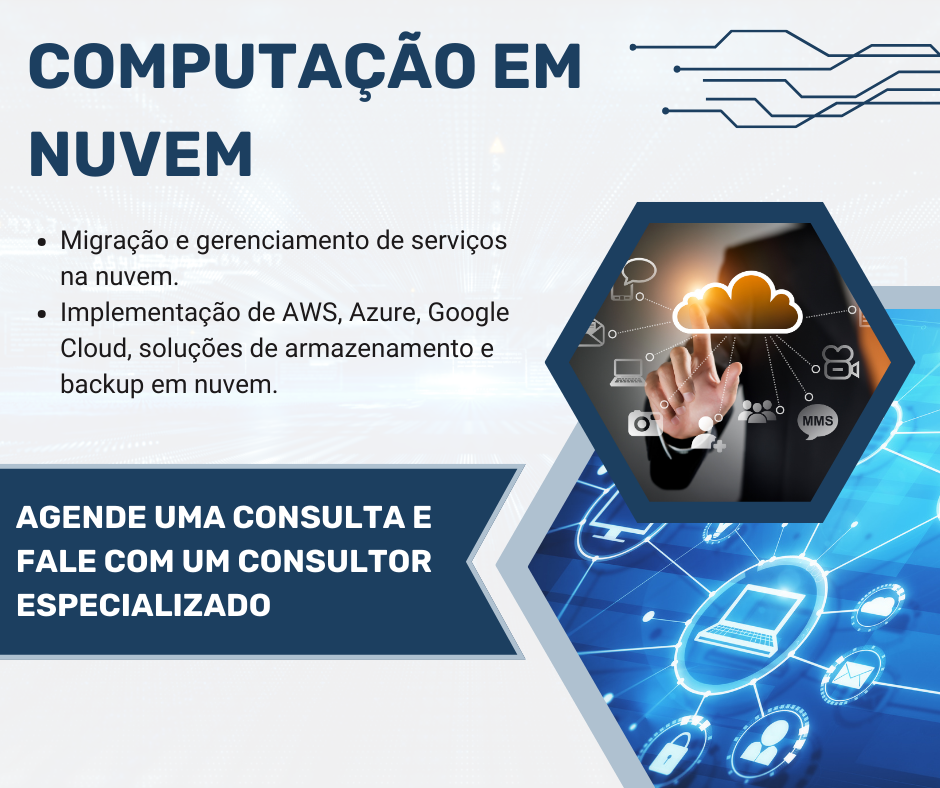 COMPUTAÇÃO EM
NUVEM
• Migração e gerenciamento de serviços
na nuvem.
• Implementação de AWS, Azure, Google
Cloud, soluções de armazenamento e
backup em nuvem.
MMS
AGENDE UMA CONSULTA E
FALE COM UM CONSULTOR
ESPECIALIZADO